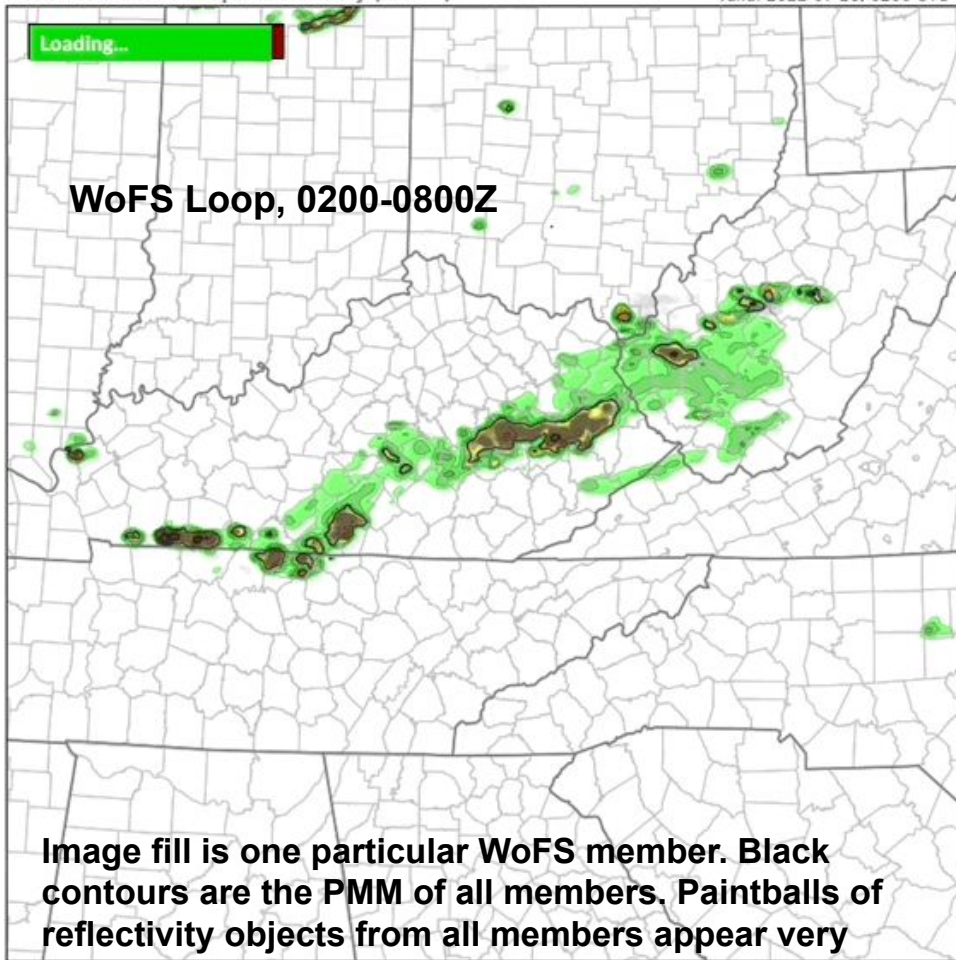 Loading...
WoFS Loop, 0200-0800Z
Image fill is one particular WoFS member. Black
contours are the PMM of all members. Paintballs of
reflectivity objects from all members appear very